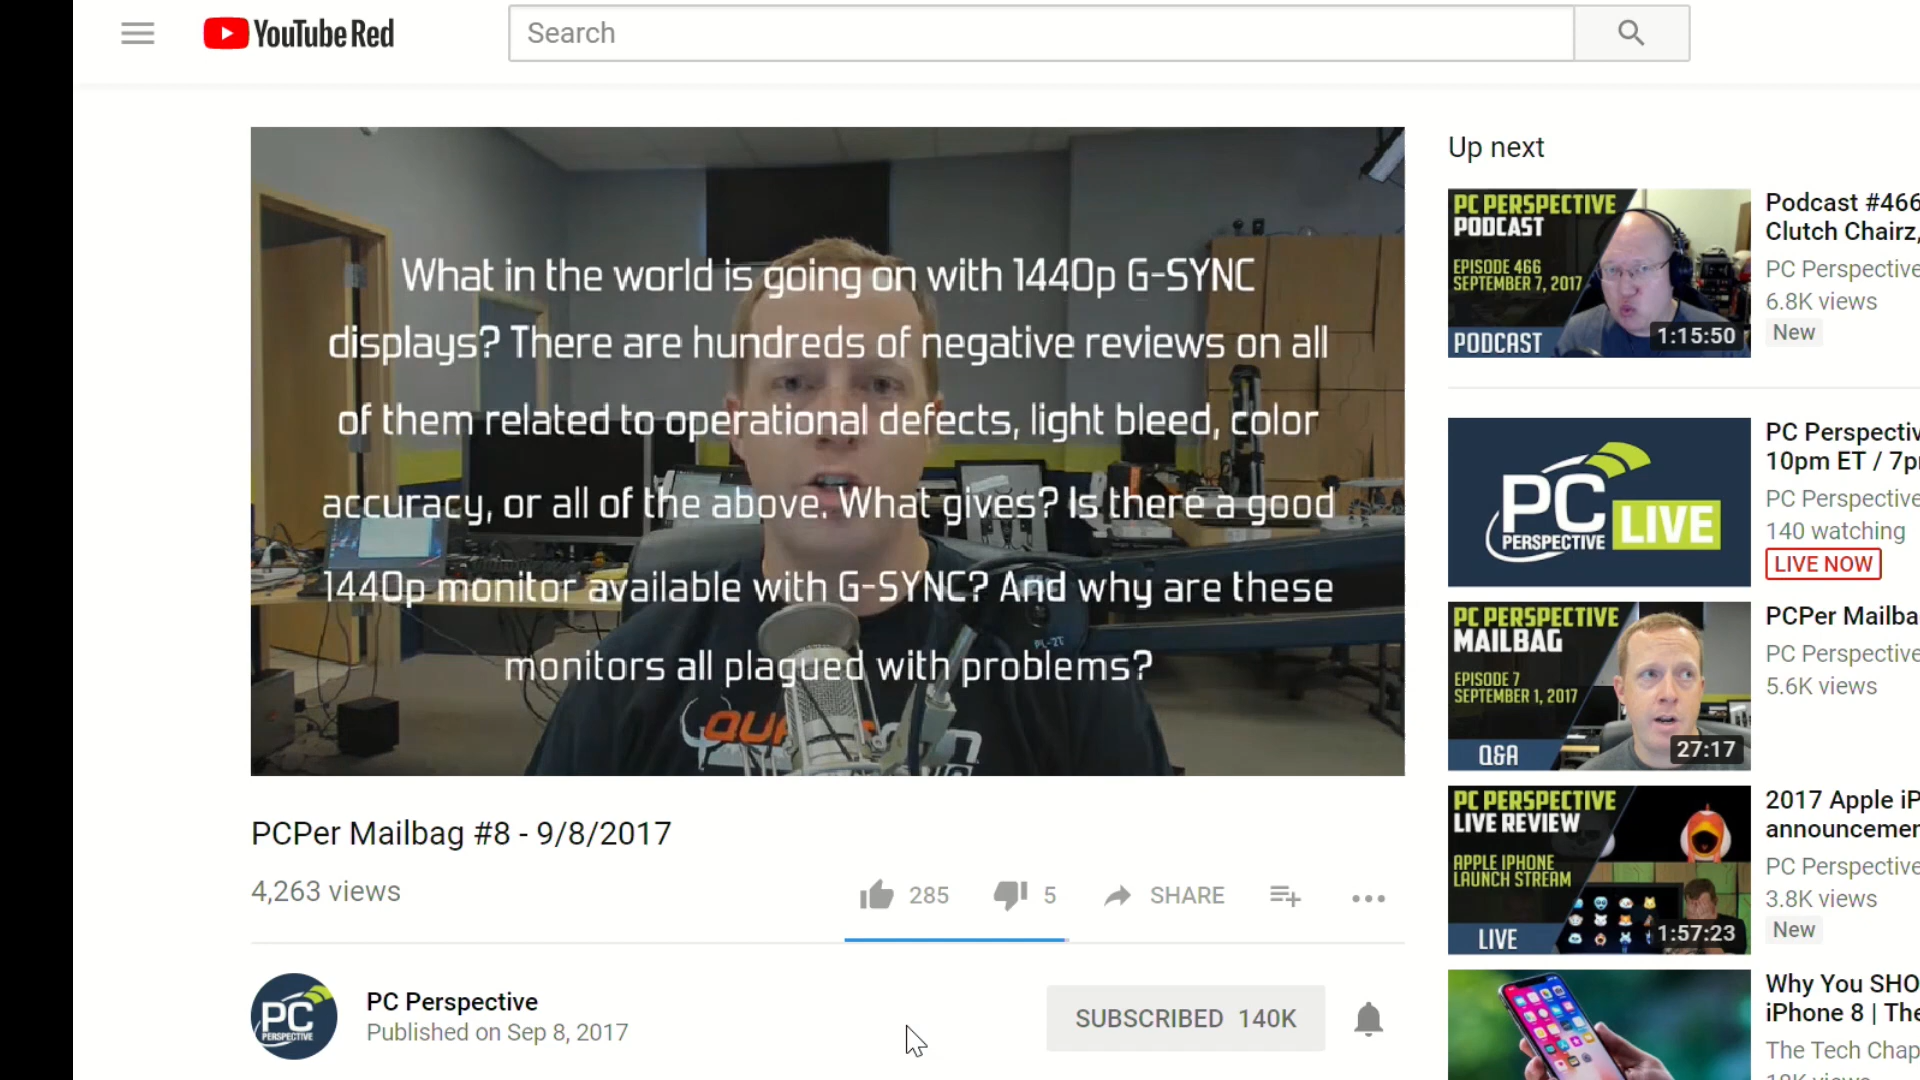 YouTube Red
Search
What in the world is going on with 1440p G-SYNC
displays? There are hundreds of negative reviews on all
of them related to operational defects, light bleed, color
accuracy, or all of the above. What gives? Is there a good
1440p monitor available with G-SYNC? And why are these
monitors all plagued with problems?
PCPer Mailbag #8 - 9/8/2017
4,263 views
285
5
SHARE
PC PERSPECTIVE
PC Perspective
Published on Sep 8, 2017
SUBSCRIBED 140K
Up next
PC PERSPECTIVE
PODCAST
EPISODE 466
SEPTEMBER 7, 2017
PODCAST
1:15:50
Podcast #466
Clutch Chairz,
PC Perspective
6.8K views
New
PC
PERSPECTIVE
LIVE
PC Perspectiv
10pm ET / 7p
PC Perspective
140 watching
LIVE NOW
PC PERSPECTIVE
MAILBAG
EPISODE 7
SEPTEMBER 1, 2017
Q&A
27:17
PCPer Mailba
PC Perspective
5.6K views
PC PERSPECTIVE
LIVE REVIEW
APPLE IPHONE
LAUNCH STREAM
LIVE
1:57:23
2017 Apple iP
announcemen
PC Perspective
3.8K views
New
Why You SHO
iPhone 8 | The
The Tech Chap